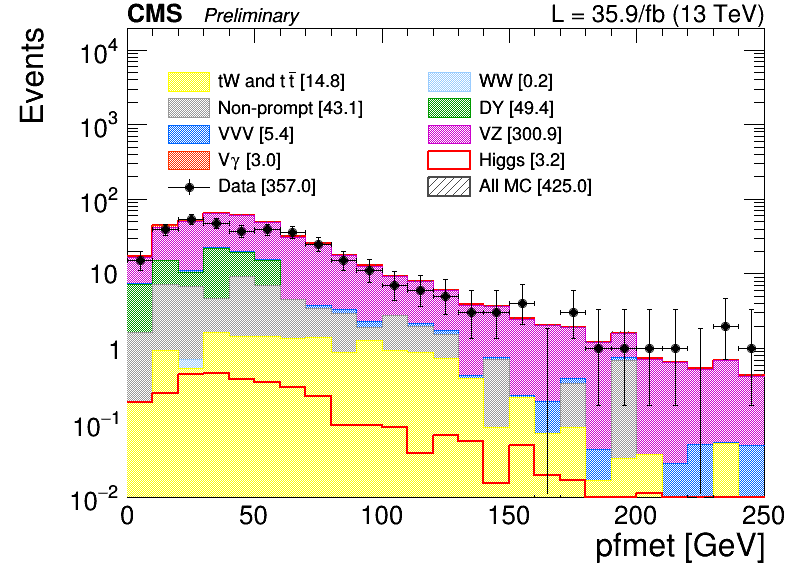 CMS Preliminary L = 35.9/fb (13 TeV)
Events
10⁴
10³
10²
10
1
10⁻¹
10⁻²
tW and t t̅ [14.8] WW [0.2]
Non-prompt [43.1] DY [49.4]
VVV [5.4] VZ [300.9]
Vγ [3.0] Higgs [3.2]
Data [357.0] All MC [425.0]
0 50 100 150 200 250
pfmet [GeV]